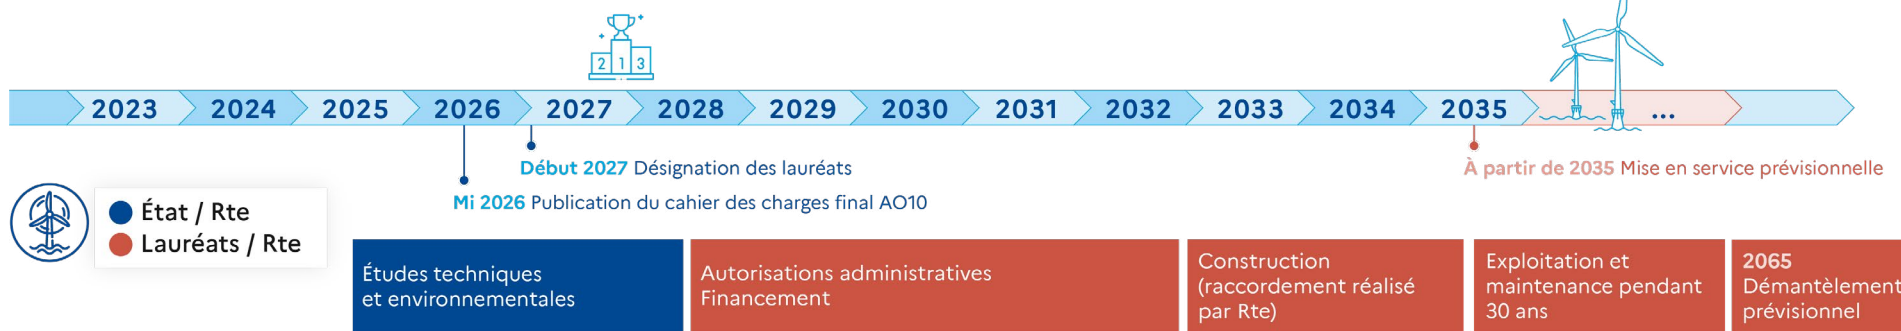 2 1 3
2023 2024 2025 2026 2027 2028 2029 2030 2031 2032 2033 2034 2035 ...
Début 2027 Désignation des lauréats
À partir de 2035 Mise en service prévisionnelle
Mi 2026 Publication du cahier des charges final AO10
État / Rte
Lauréats / Rte
Études techniques
et environnementales
Autorisations administratives
Financement
Construction
(raccordement réalisé
par Rte)
Exploitation et
maintenance pendant
30 ans
2065
Démantèlement
prévisionnel